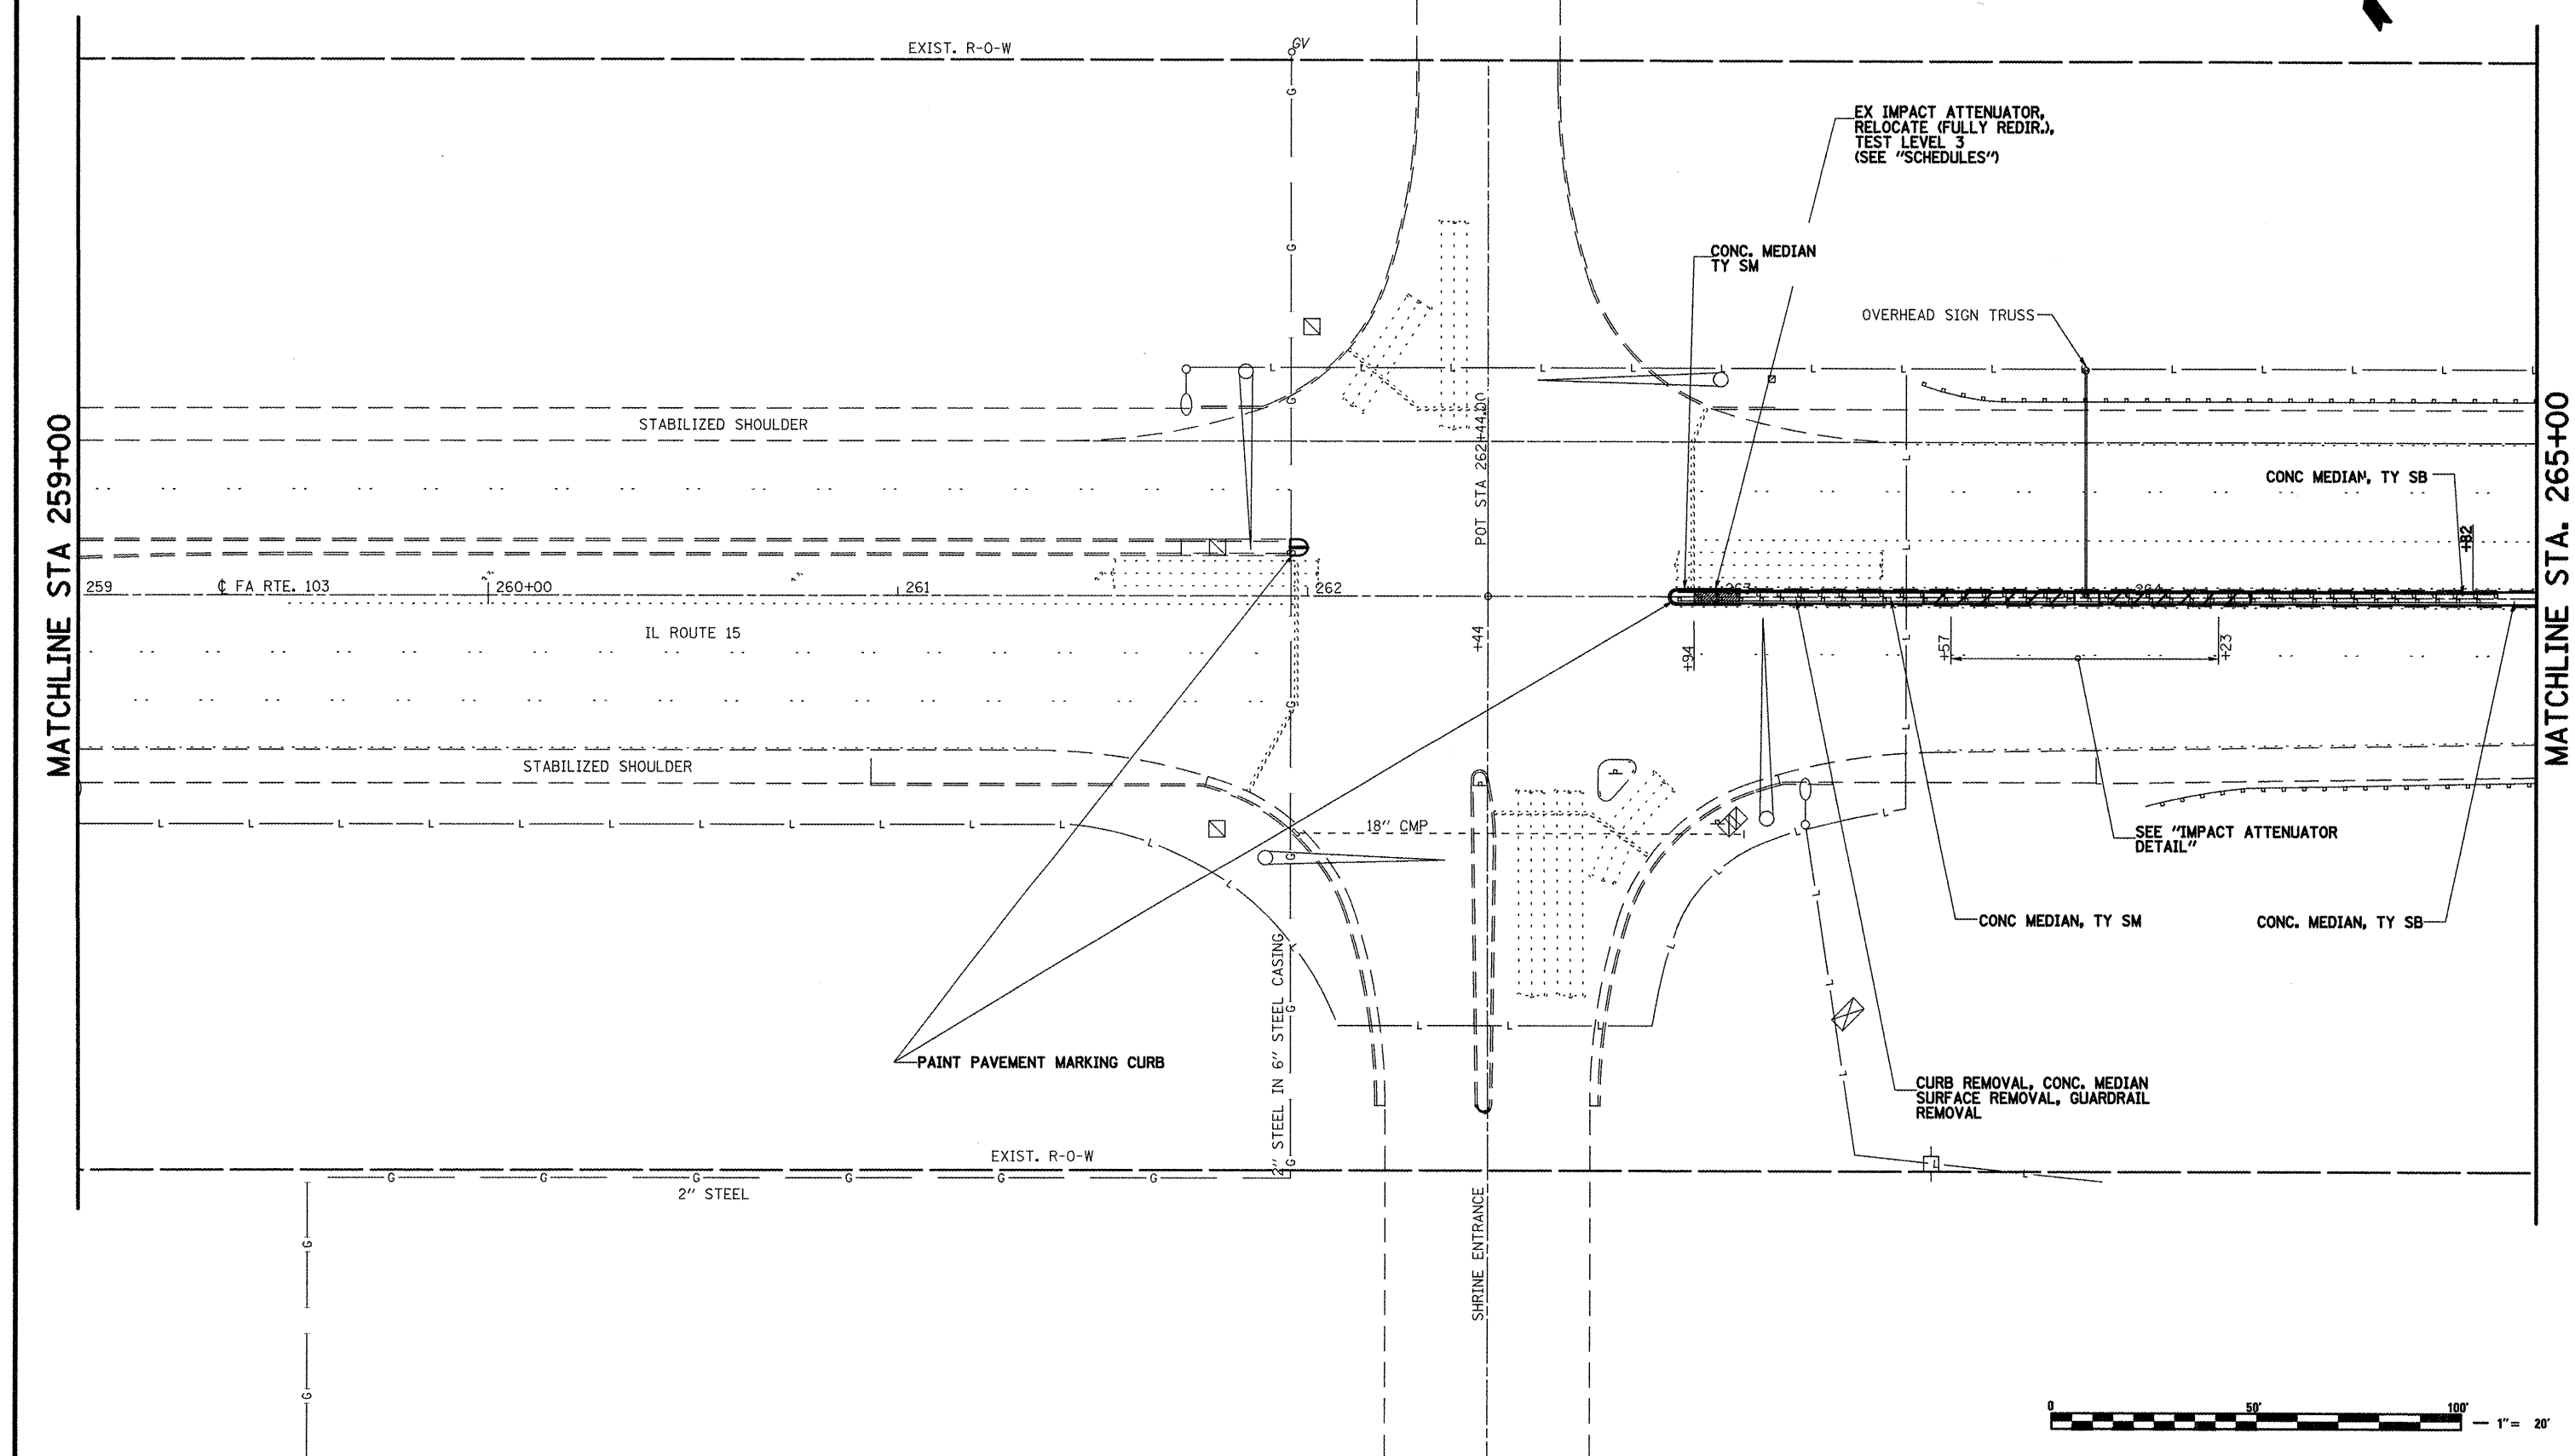 EXIST. R-O-W
GV
EX IMPACT ATTENUATOR,
RELOCATE (FULLY REDIR.),
TEST LEVEL 3
(SEE "SCHEDULES")
CONC. MEDIAN
TY SM
OVERHEAD SIGN TRUSS
MATCHLINE STA 259+00
STABILIZED SHOULDER
POT STA 262+44.00
CONC MEDIAN, TY SB
+82
MATCHLINE STA. 265+00
259
℄ FA RTE. 103
260+00
261
262
263
264
IL ROUTE 15
+44
+94
+57
+23
STABILIZED SHOULDER
18" CMP
SEE "IMPACT ATTENUATOR
DETAIL"
CONC MEDIAN, TY SM
CONC. MEDIAN, TY SB
2" STEEL IN 6" STEEL CASING
PAINT PAVEMENT MARKING CURB
CURB REMOVAL, CONC. MEDIAN
SURFACE REMOVAL, GUARDRAIL
REMOVAL
EXIST. R-O-W
G G G G G G
2" STEEL
SHRINE ENTRANCE
0 50' 100'
1"= 20'